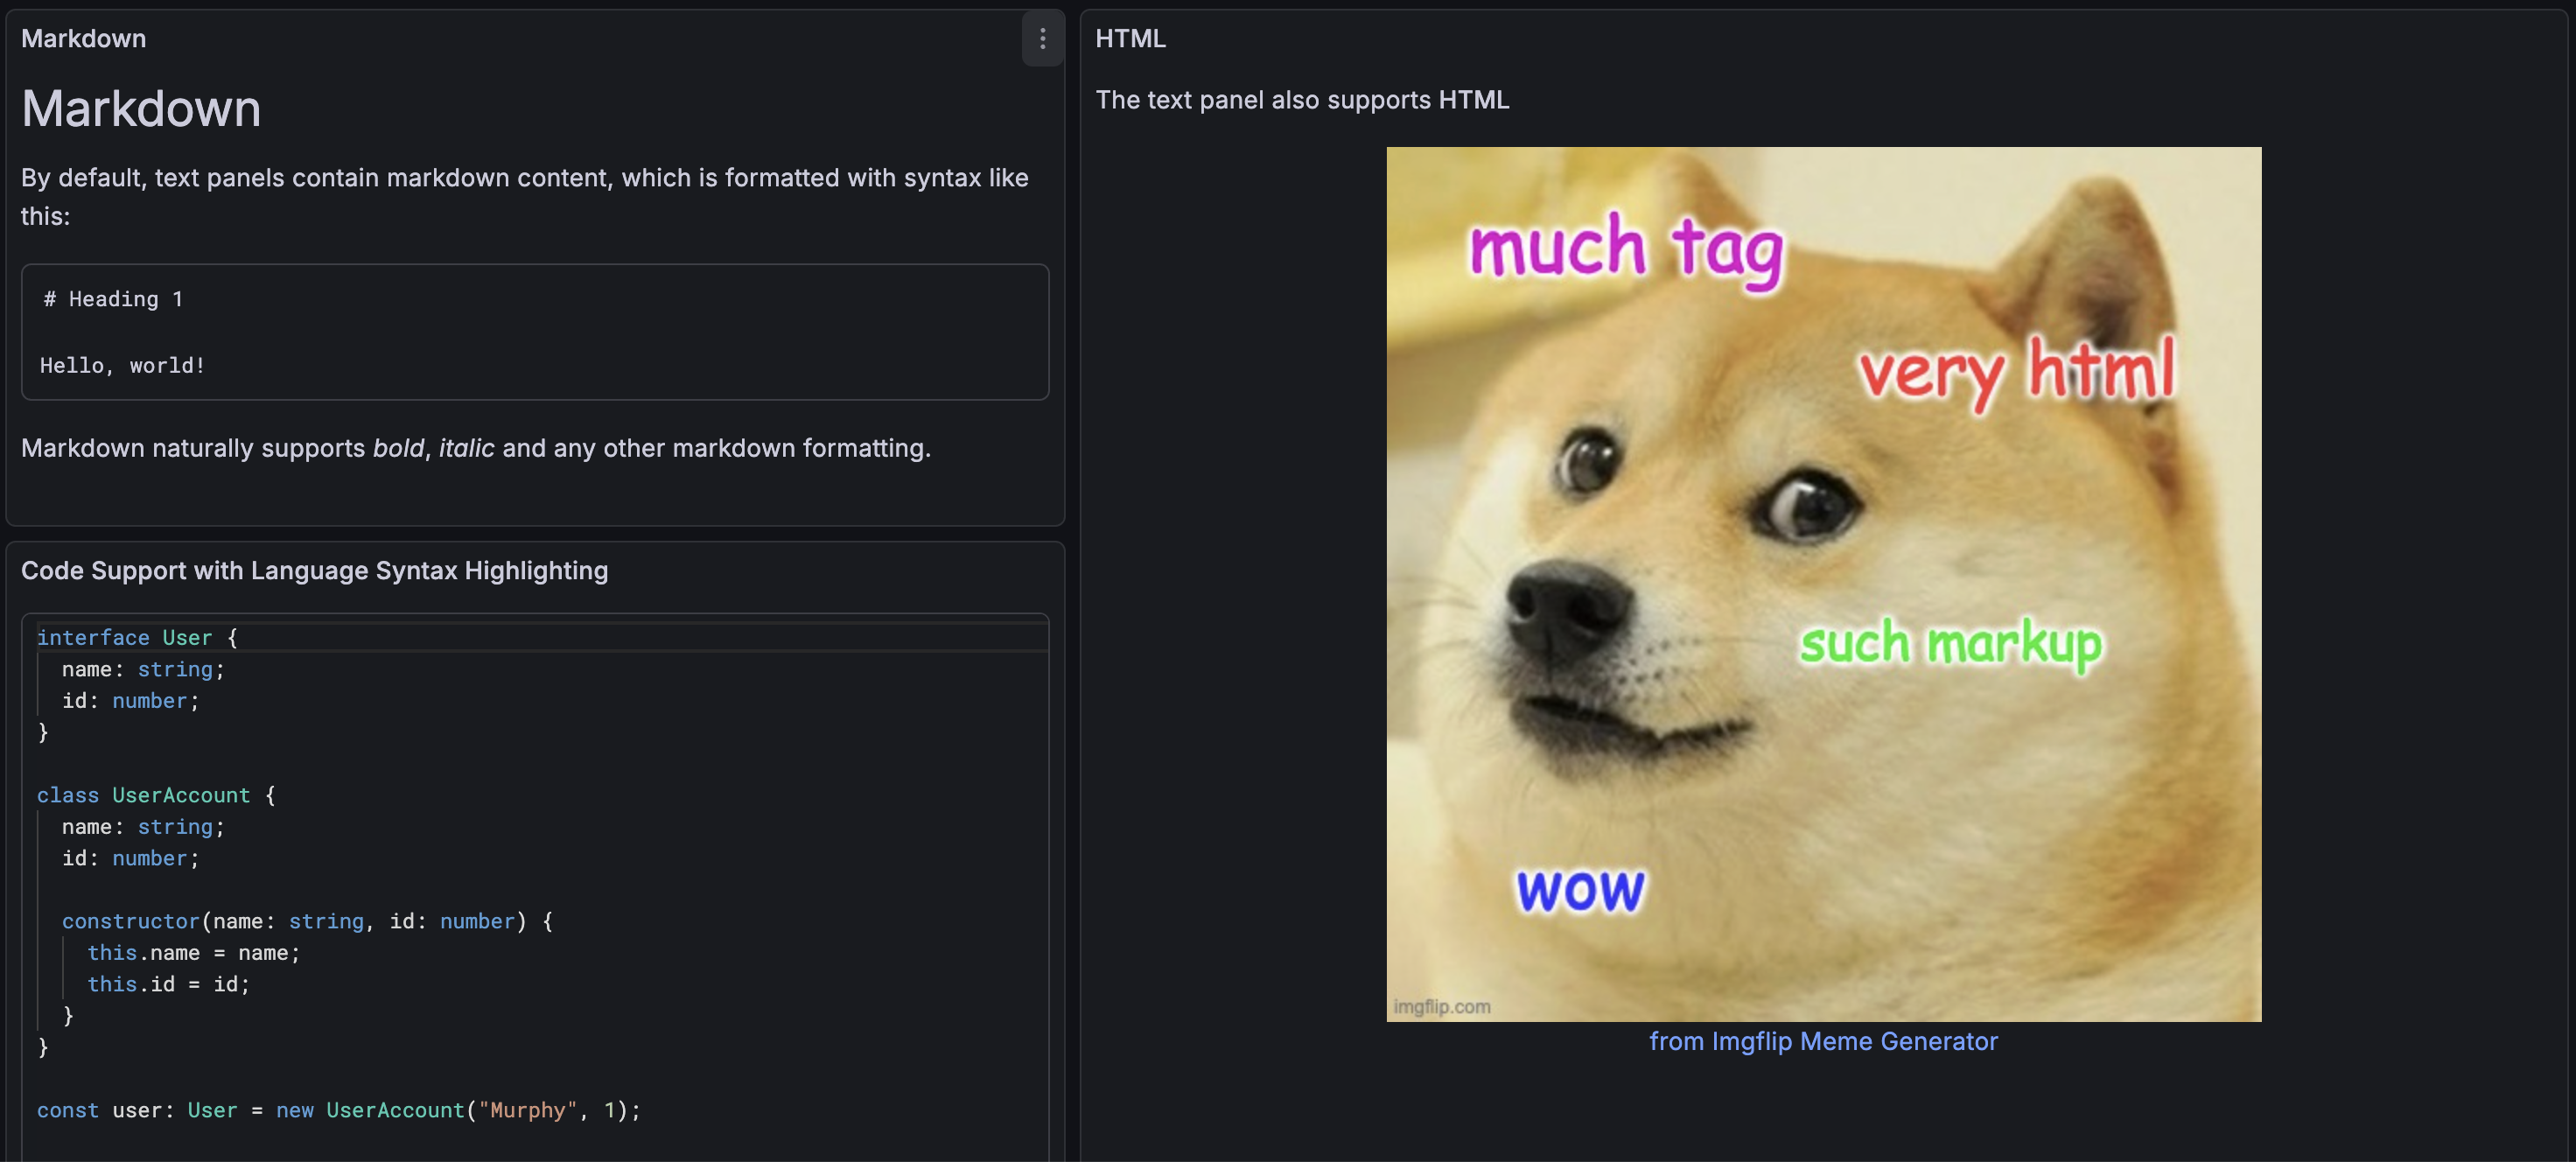 Markdown
Markdown
By default, text panels contain markdown content, which is formatted with syntax like
this:
# Heading 1
Hello, world!
Markdown naturally supports bold, italic and any other markdown formatting.
Code Support with Language Syntax Highlighting
interface User {
  name: string;
  id: number;
}
class UserAccount {
  name: string;
  id: number;
  constructor(name: string, id: number) {
    this.name = name;
    this.id = id;
  }
}
const user: User = new UserAccount("Murphy", 1);
HTML
The text panel also supports HTML
much tag
very html
such markup
wow
imgflip.com
from Imgflip Meme Generator